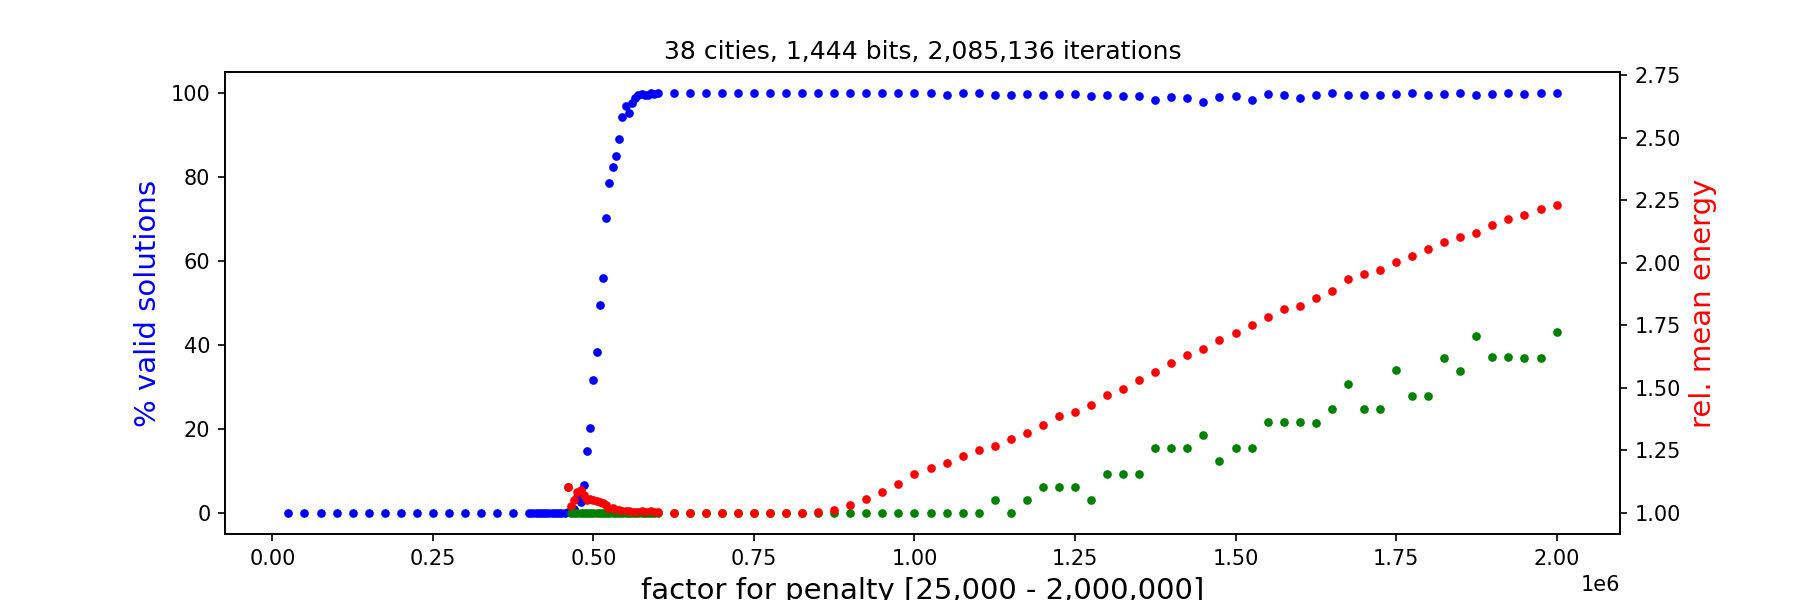 38 cities, 1,444 bits, 2,085,136 iterations
% valid solutions
100
80
60
40
20
0
2.75
2.50
2.25
2.00
1.75
1.50
1.25
1.00
rel. mean energy
0.00 0.25 0.50 0.75 1.00 1.25 1.50 1.75 2.00
1e6
factor for penalty [25,000 - 2,000,000]